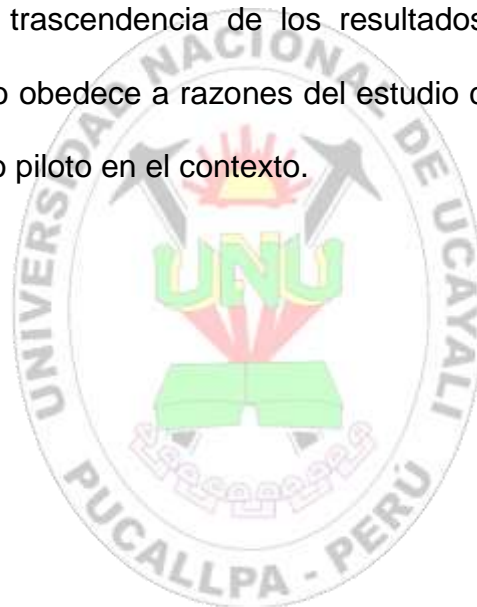 trascendencia de los resultados
o obedece a razones del estudio
o piloto en el contexto.
UNIVERSIDAD NACIONAL DE UCAYALI
UNU
PUCALLPA - PERÚ